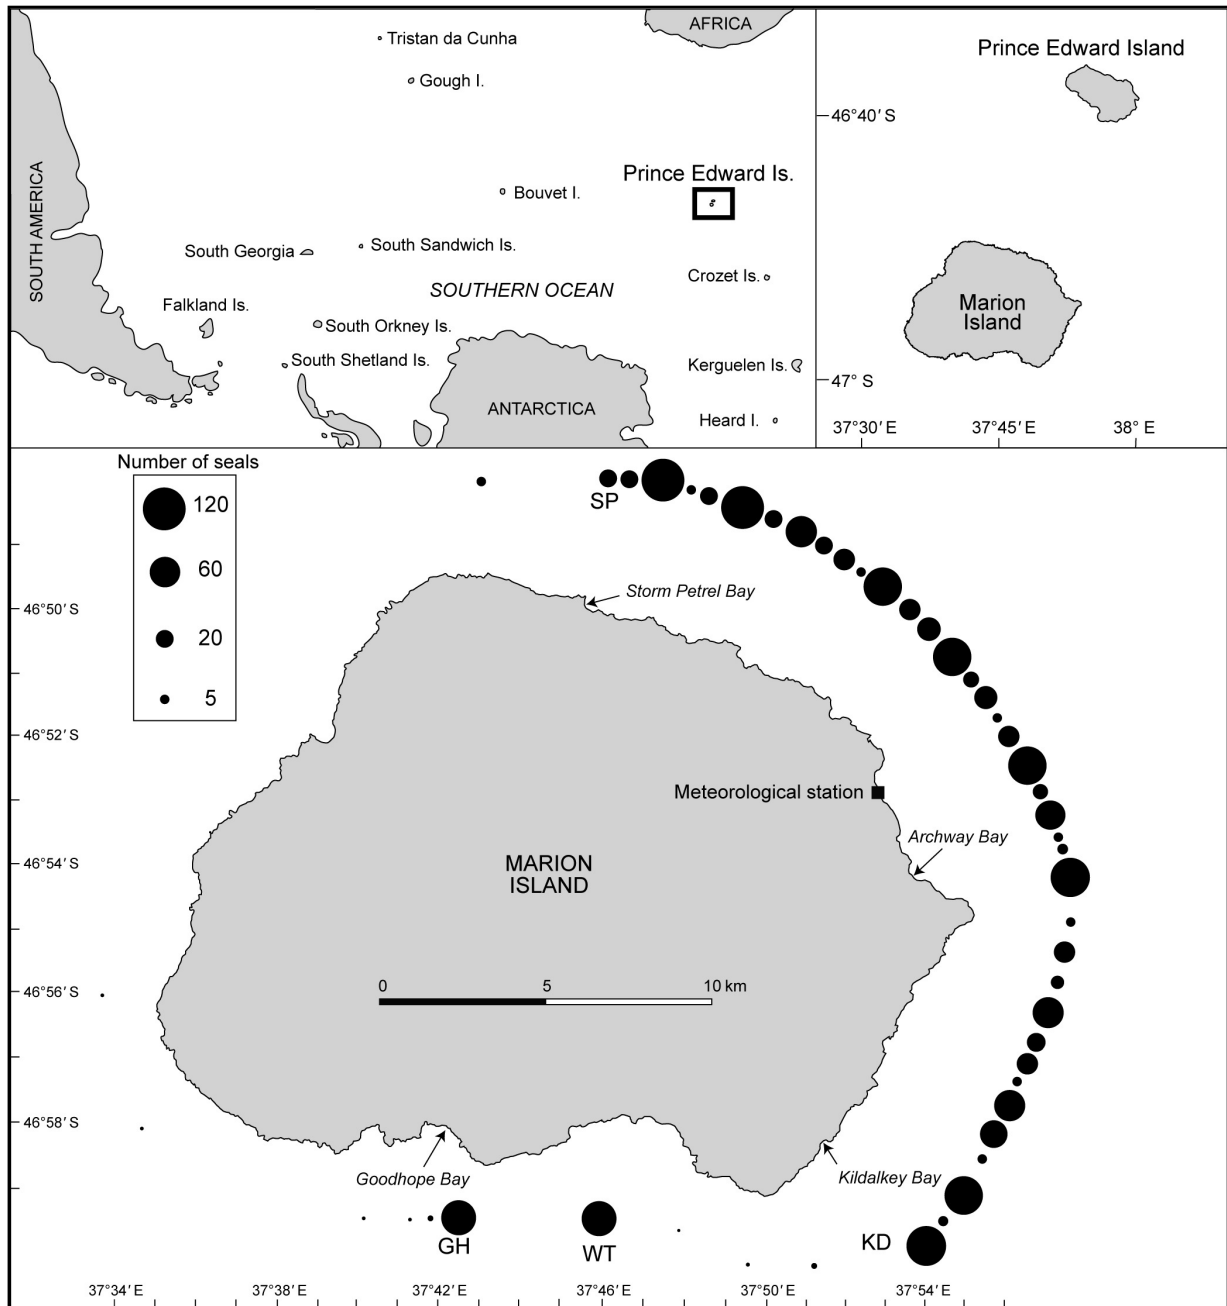 AFRICA
Tristan da Cunha
Gough I.
Prince Edward Is.
Bouvet I.
South Georgia
South Sandwich Is.
SOUTH AMERICA
SOUTHERN OCEAN
Crozet Is.
Falkland Is.
South Orkney Is.
South Shetland Is.
Kerguelen Is.
ANTARCTICA
Heard I.
Prince Edward Island
46°40′ S
Marion
Island
47° S
37°30′ E
37°45′ E
38° E
Number of seals
120
60
20
5
SP
Storm Petrel Bay
46°50′ S
46°52′ S
Meteorological station
Archway Bay
46°54′ S
MARION
ISLAND
0
5
10 km
46°56′ S
46°58′ S
Goodhope Bay
Kildalkey Bay
GH
WT
KD
37°34′ E
37°38′ E
37°42′ E
37°46′ E
37°50′ E
37°54′ E